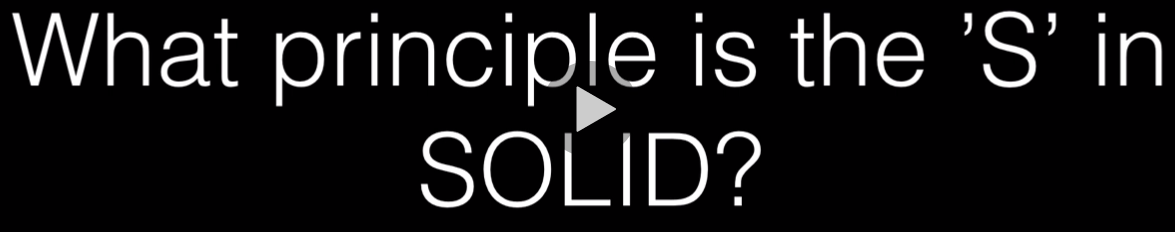 What principle is the ’S’ in
SOLID?